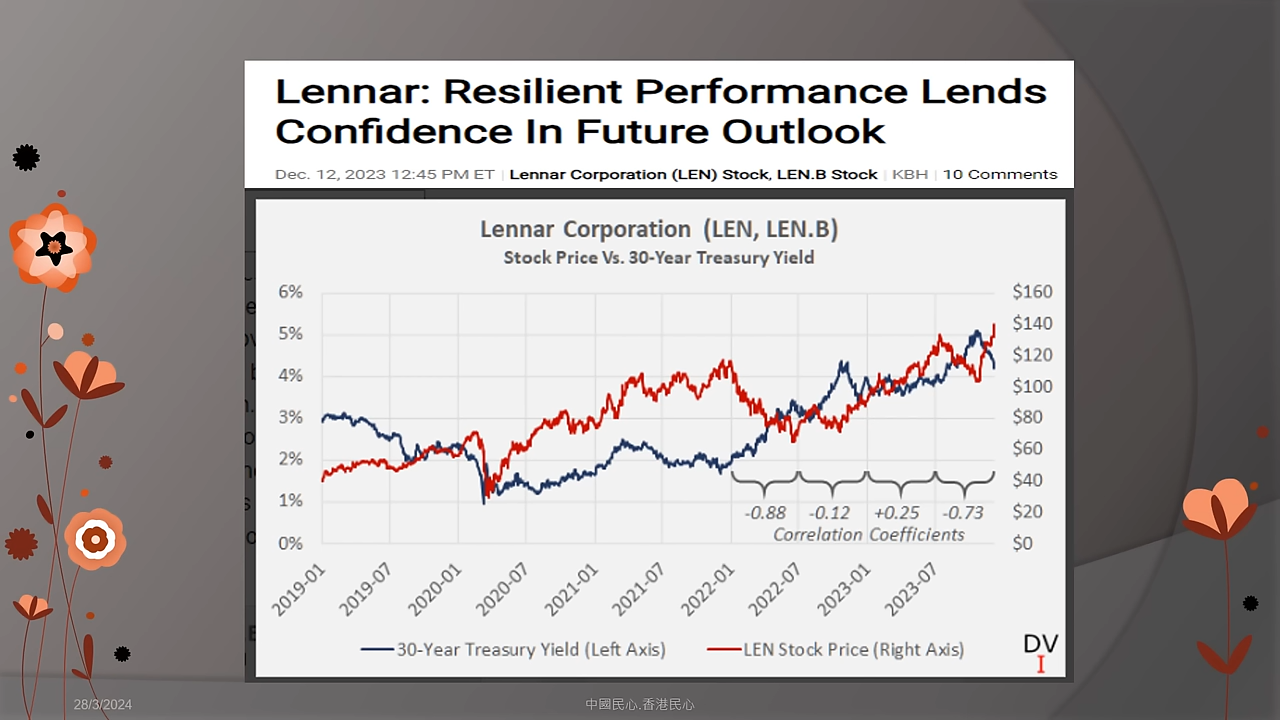 Lennar: Resilient Performance Lends
Confidence In Future Outlook
Dec. 12, 2023 12:45 PM ET | Lennar Corporation (LEN) Stock, LEN.B Stock | KBH | 10 Comments
Lennar Corporation (LEN, LEN.B)
Stock Price Vs. 30-Year Treasury Yield
6% $160
5% $140
4% $120
3% $100
2% $80
1% $60
0% $40
$20
$0
-0.88 -0.12 +0.25 -0.73
Correlation Coefficients
2019-01 2019-07 2020-01 2020-07 2021-01 2021-07 2022-01 2022-07 2023-01 2023-07
30-Year Treasury Yield (Left Axis) LEN Stock Price (Right Axis)
DV
I
28/3/2024 中國民心.香港民心